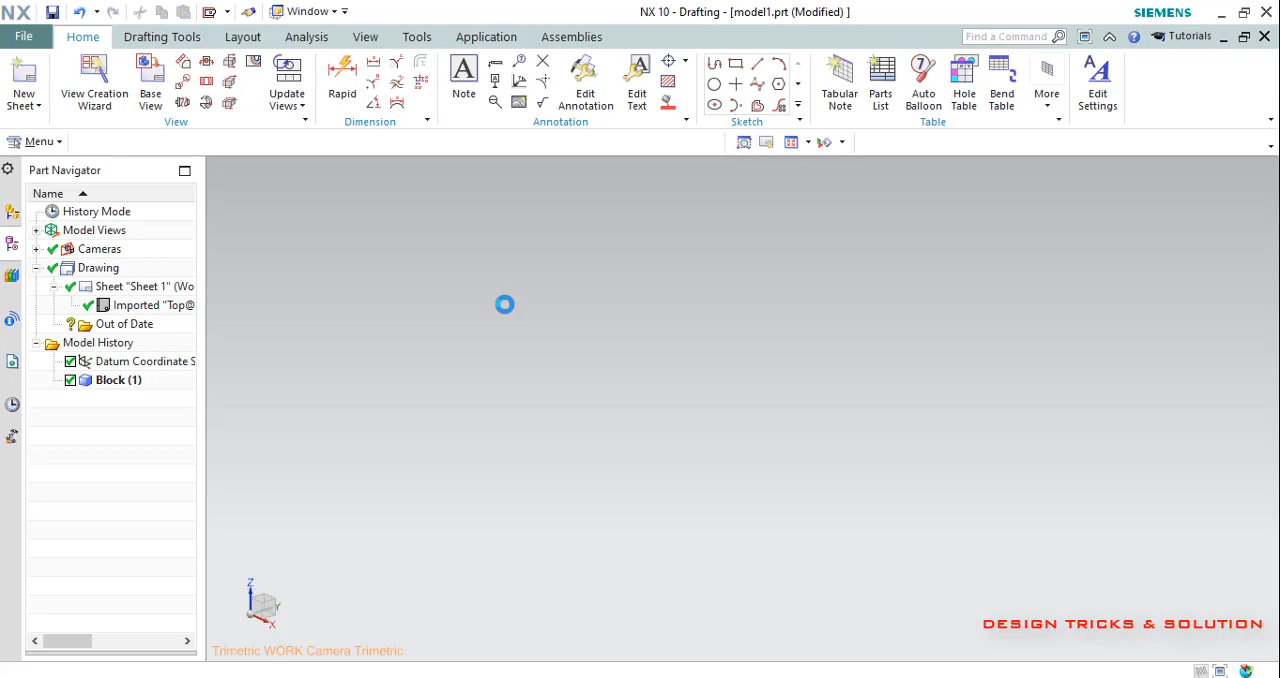 NX Window NX 10 - Drafting - [model1.prt (Modified) ] SIEMENS
File Home Drafting Tools Layout Analysis View Tools Application Assemblies Find a Command Tutorials
New Sheet View Creation Wizard Base View Update Views Rapid Note Edit Annotation Edit Text Tabular Note Parts List Auto Balloon Hole Table Bend Table More Edit Settings
View Dimension Annotation Sketch Table
Menu
Part Navigator
Name
History Mode
Model Views
Cameras
Drawing
Sheet "Sheet 1" (Wo
Imported "Top@
Out of Date
Model History
Datum Coordinate S
Block (1)
Z
Y
X
DESIGN TRICKS & SOLUTION
Trimetric WORK Camera Trimetric